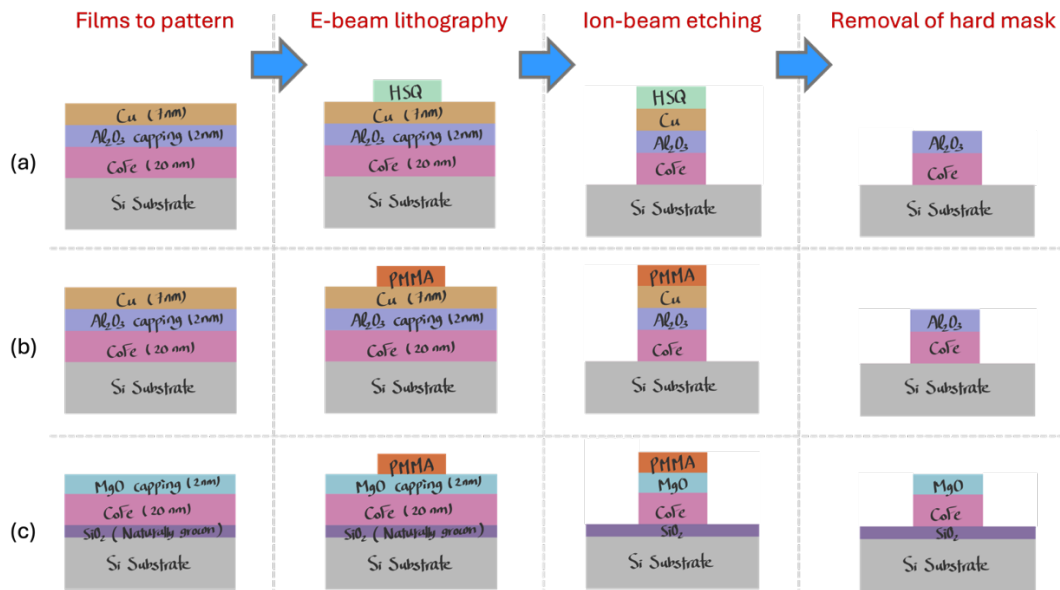 Films to pattern
E-beam lithography
Ion-beam etching
Removal of hard mask
(a)
Cu (7nm)
Al₂O₃ capping (2nm)
CoFe (20 nm)
Si Substrate
HSQ
Cu (7nm)
Al₂O₃ capping (2nm)
CoFe (20 nm)
Si Substrate
HSQ
Cu
Al₂O₃
CoFe
Si Substrate
Al₂O₃
CoFe
Si Substrate
(b)
Cu (7nm)
Al₂O₃ capping (2nm)
CoFe (20 nm)
Si Substrate
PMMA
Cu (7nm)
Al₂O₃ capping (2nm)
CoFe (20 nm)
Si Substrate
PMMA
Cu
Al₂O₃
CoFe
Si Substrate
Al₂O₃
CoFe
Si Substrate
(c)
MgO capping (2nm)
CoFe (20 nm)
SiO₂ (Naturally grown)
Si Substrate
PMMA
MgO capping (2nm)
CoFe (20 nm)
SiO₂ (Naturally grown)
Si Substrate
PMMA
MgO
CoFe
SiO₂
Si Substrate
MgO
CoFe
SiO₂
Si Substrate